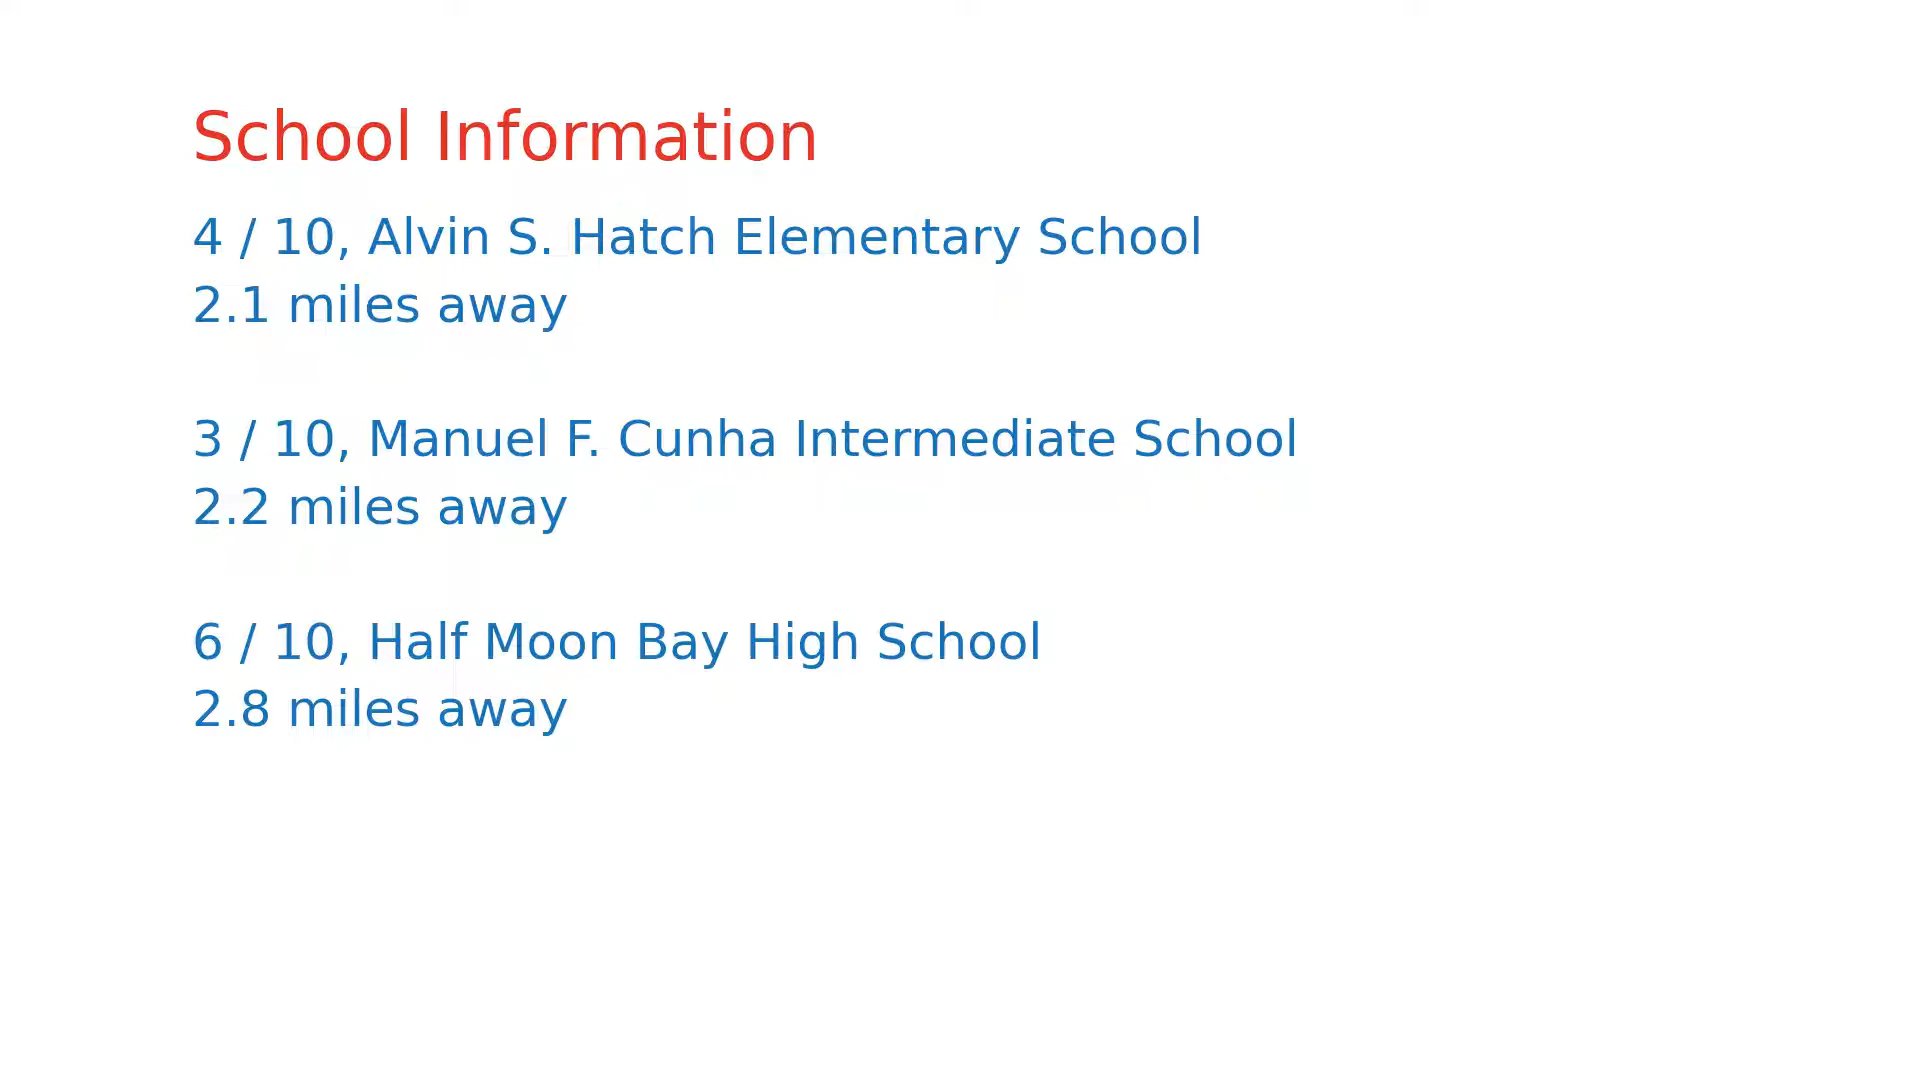 School Information
4 / 10, Alvin S. Hatch Elementary School
2.1 miles away
3 / 10, Manuel F. Cunha Intermediate School
2.2 miles away
6 / 10, Half Moon Bay High School
2.8 miles away